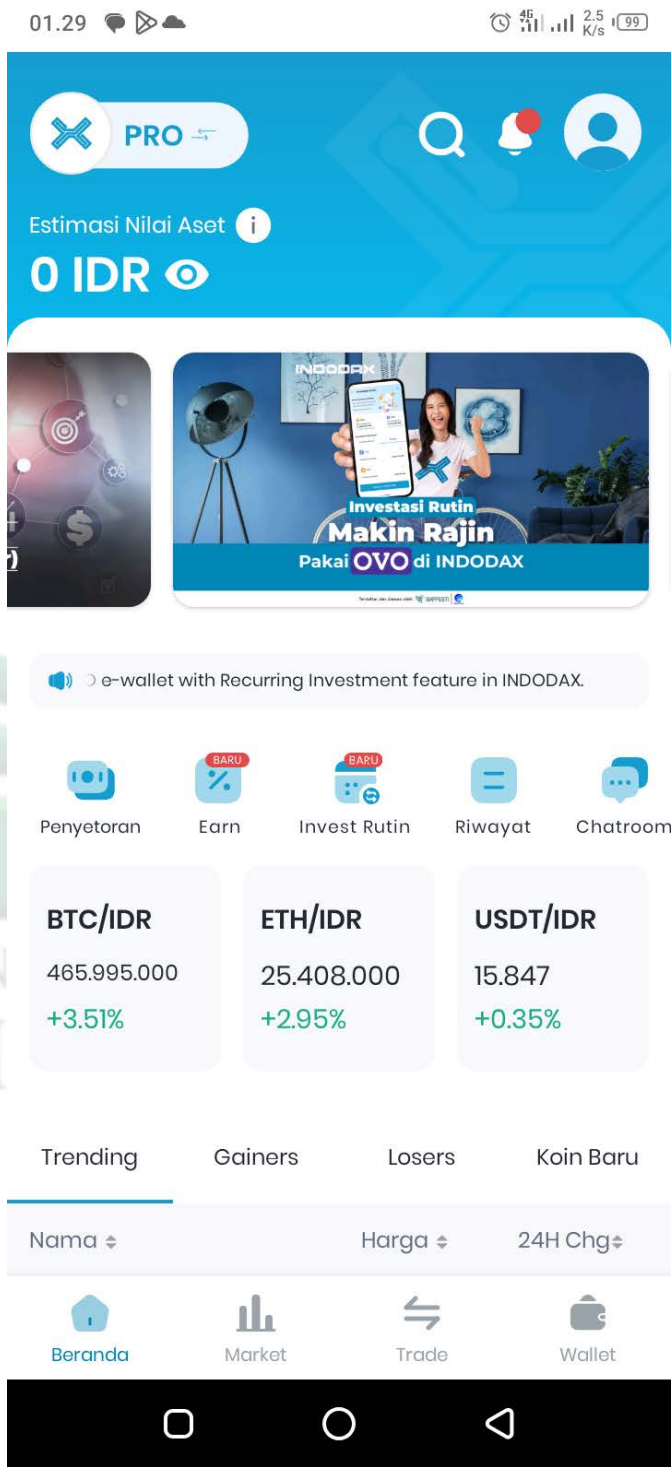 01.29
4G
2.5
K/s
99
PRO
Estimasi Nilai Aset i
0 IDR
r)
INDODAX
Investasi Rutin
Makin Rajin
Pakai OVO di INDODAX
e-wallet with Recurring Investment feature in INDODAX.
BARU
BARU
Penyetoran
Earn
Invest Rutin
Riwayat
Chatroom
BTC/IDR
ETH/IDR
USDT/IDR
465.995.000
25.408.000
15.847
+3.51%
+2.95%
+0.35%
Trending
Gainers
Losers
Koin Baru
Nama
Harga
24H Chg
Beranda
Market
Trade
Wallet